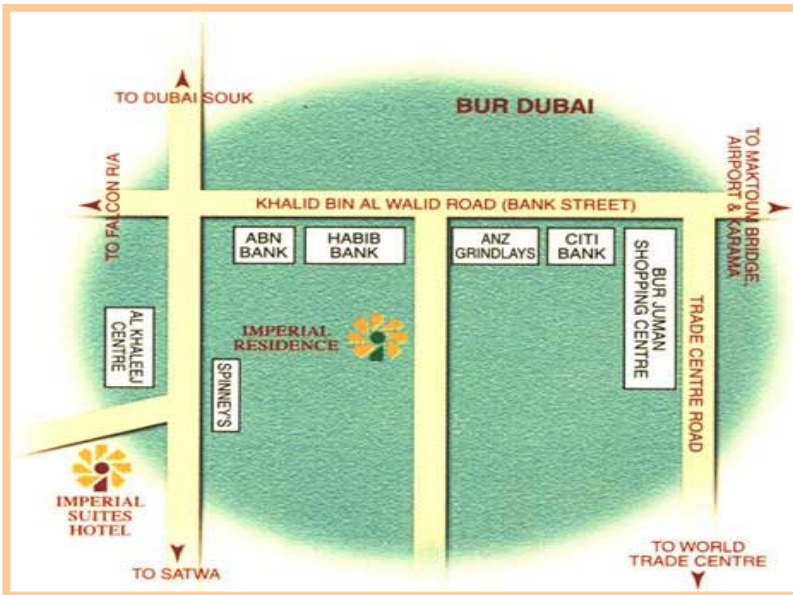 TO DUBAI SOUK
BUR DUBAI
TO FALCON R/A
KHALID BIN AL WALID ROAD (BANK STREET)
TO MAKTOUM BRIDGE,
AIRPORT & KARAMA
ABN
BANK
HABIB
BANK
ANZ
GRINDLAYS
CITI
BANK
BUR JUMAN
SHOPPING CENTRE
AL KHALEEJ
CENTRE
IMPERIAL
RESIDENCE
SPINNEY'S
TRADE CENTRE ROAD
IMPERIAL
SUITES
HOTEL
TO SATWA
TO WORLD
TRADE CENTRE